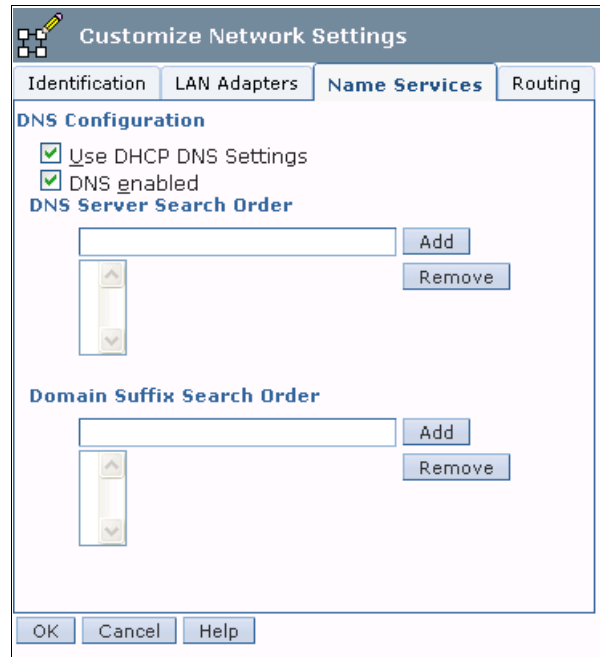 Customize Network Settings
Identification LAN Adapters Name Services Routing
DNS Configuration
Use DHCP DNS Settings
DNS enabled
DNS Server Search Order
Add
Remove
Domain Suffix Search Order
Add
Remove
OK Cancel Help